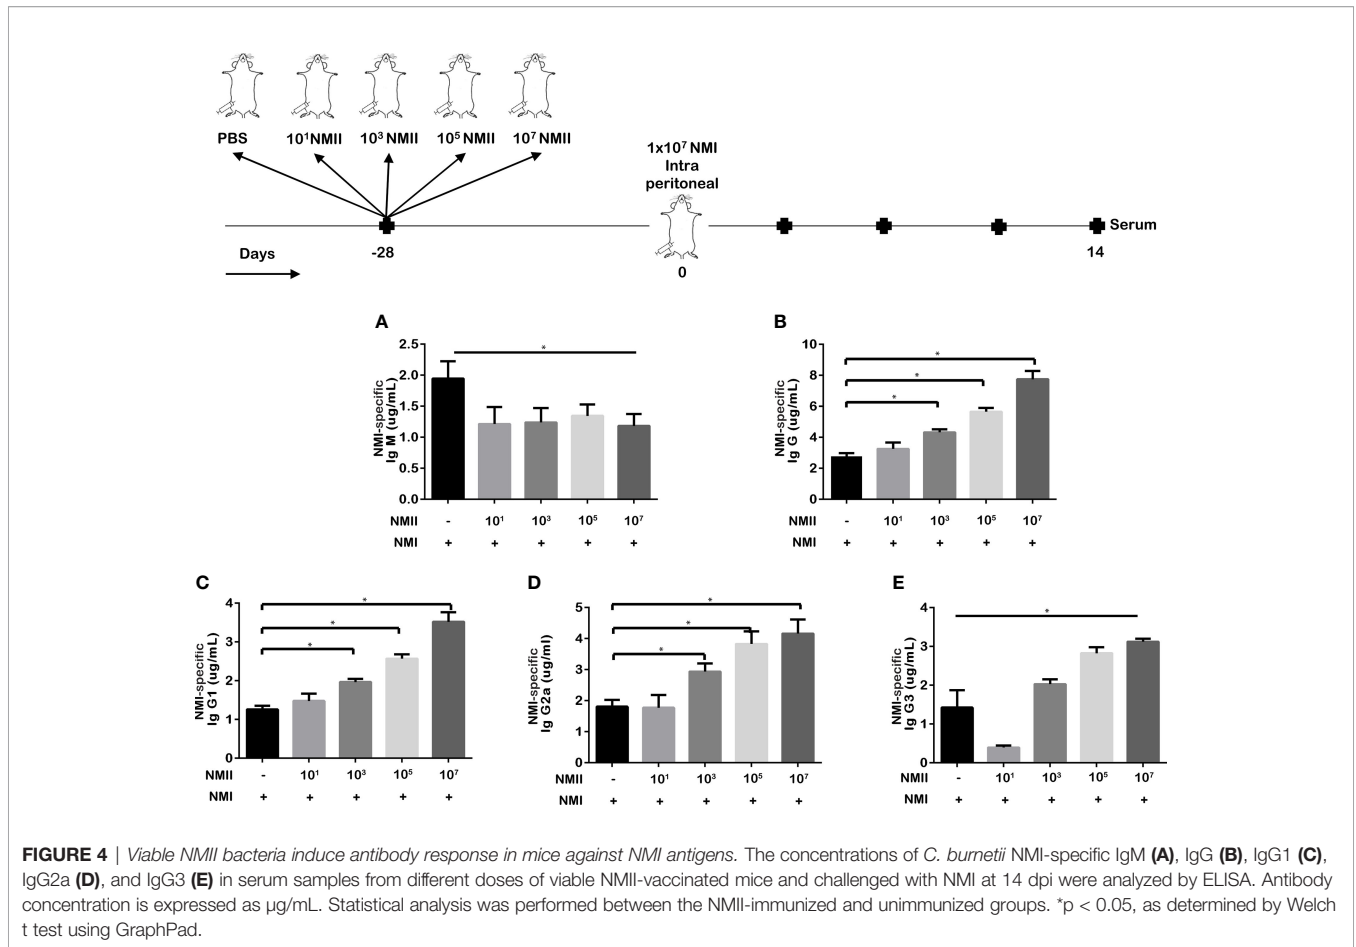 PBS 10¹NMII 10³ NMII 10⁵ NMII 10⁷ NMII
1x10⁷ NMI
Intra
peritoneal
Serum
Days -28 0 14
A
NMI-specific
Ig M (ug/mL)
2.5
2.0
1.5
1.0
0.5
0.0
*
NMII - 10¹ 10³ 10⁵ 10⁷
NMI + + + + +
B
NMI-specific
Ig G (ug/mL)
10
8
6
4
2
0
*
*
*
NMII - 10¹ 10³ 10⁵ 10⁷
NMI + + + + +
C
NMI-specific
Ig G1 (ug/mL)
4
3
2
1
0
*
*
*
NMII - 10¹ 10³ 10⁵ 10⁷
NMI + + + + +
D
NMI-specific
Ig G2a (ug/ml)
5
4
3
2
1
0
*
*
*
NMII - 10¹ 10³ 10⁵ 10⁷
NMI + + + + +
E
NMI-specific
Ig G3 (ug/mL)
4
3
2
1
0
*
NMII - 10¹ 10³ 10⁵ 10⁷
NMI + + + + +
FIGURE 4 | Viable NMII bacteria induce antibody response in mice against NMI antigens. The concentrations of C. burnetii NMI-specific IgM (A), IgG (B), IgG1 (C),
IgG2a (D), and IgG3 (E) in serum samples from different doses of viable NMII-vaccinated mice and challenged with NMI at 14 dpi were analyzed by ELISA. Antibody
concentration is expressed as µg/mL. Statistical analysis was performed between the NMII-immunized and unimmunized groups. *p < 0.05, as determined by Welch
t test using GraphPad.